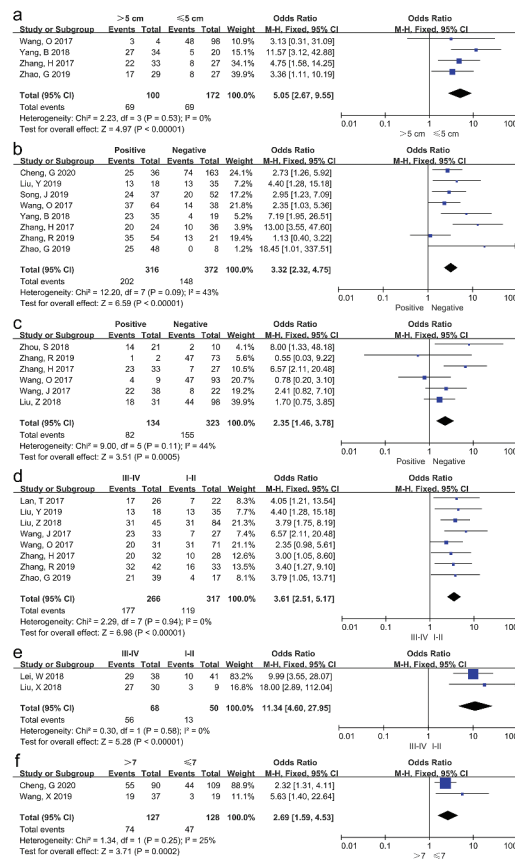 a
>5 cm ≤5 cm Odds Ratio Odds Ratio
Study or Subgroup Events Total Events Total Weight M-H, Fixed, 95% CI M-H, Fixed, 95% CI
Wang, O 2017 3 4 48 98 10.9% 3.13 [0.31, 31.09]
Yang, B 2018 27 34 5 20 10.9% 11.57 [3.12, 42.88]
Zhang, H 2017 22 33 8 27 30.2% 4.75 [1.58, 14.25]
Zhao, G 2019 17 29 8 27 39.7% 3.36 [1.11, 10.19]
Total (95% CI) 100 172 100.0% 5.05 [2.67, 9.55]
Total events 69 69
Heterogeneity: Chi² = 2.23, df = 3 (P = 0.53); I² = 0%
Test for overall effect: Z = 4.97 (P < 0.00001)
0.01 0.1 1 10 100
>5 cm ≤5 cm
b
Positive Negative Odds Ratio Odds Ratio
Study or Subgroup Events Total Events Total Weight M-H, Fixed, 95% CI M-H, Fixed, 95% CI
Cheng, G 2020 25 36 74 163 24.1% 2.73 [1.26, 5.92]
Liu, Y 2019 13 18 13 35 7.5% 4.40 [1.28, 15.18]
Song, J 2019 24 37 20 52 17.7% 2.95 [1.23, 7.09]
Wang, O 2017 37 64 14 38 22.3% 2.35 [1.03, 5.36]
Yang, B 2018 23 35 4 19 5.3% 7.19 [1.95, 26.51]
Zhang, H 2017 20 24 10 36 4.1% 13.00 [3.55, 47.60]
Zhang, R 2019 35 54 13 21 17.4% 1.13 [0.40, 3.22]
Zhao, G 2019 25 48 0 8 1.2% 18.45 [1.01, 337.51]
Total (95% CI) 316 372 100.0% 3.32 [2.32, 4.75]
Total events 202 148
Heterogeneity: Chi² = 12.20, df = 7 (P = 0.09); I² = 43%
Test for overall effect: Z = 6.59 (P < 0.00001)
0.01 0.1 1 10 100
Positive Negative
c
Positive Negative Odds Ratio Odds Ratio
Study or Subgroup Events Total Events Total Weight M-H, Fixed, 95% CI M-H, Fixed, 95% CI
Zhou, S 2018 14 21 2 10 4.4% 8.00 [1.33, 48.18]
Zhang, R 2019 1 2 47 73 5.9% 0.55 [0.03, 9.22]
Zhang, H 2017 23 33 7 27 11.0% 6.57 [2.11, 20.48]
Wang, O 2017 4 9 47 93 19.9% 0.78 [0.20, 3.10]
Wang, J 2017 22 38 8 22 19.8% 2.41 [0.82, 7.10]
Liu, Z 2018 18 31 44 98 39.1% 1.70 [0.75, 3.85]
Total (95% CI) 134 323 100.0% 2.35 [1.46, 3.78]
Total events 82 155
Heterogeneity: Chi² = 9.00, df = 5 (P = 0.11); I² = 44%
Test for overall effect: Z = 3.51 (P = 0.0005)
0.01 0.1 1 10 100
Positive Negative
d
III-IV I-II Odds Ratio Odds Ratio
Study or Subgroup Events Total Events Total Weight M-H, Fixed, 95% CI M-H, Fixed, 95% CI
Lan, T 2017 17 26 7 22 8.3% 4.05 [1.21, 13.54]
Liu, Y 2019 13 18 13 35 7.9% 4.40 [1.28, 15.18]
Liu, Z 2018 31 45 31 84 21.4% 3.79 [1.75, 8.19]
Wang, J 2017 23 33 7 27 7.4% 6.57 [2.11, 20.48]
Wang, O 2017 20 31 31 71 21.2% 2.35 [0.98, 5.61]
Zhang, H 2017 20 32 10 28 12.7% 3.00 [1.05, 8.60]
Zhang, R 2019 32 42 16 33 13.5% 3.40 [1.27, 9.10]
Zhao, G 2019 21 39 4 17 8.0% 3.79 [1.05, 13.71]
Total (95% CI) 266 317 100.0% 3.61 [2.51, 5.17]
Total events 177 119
Heterogeneity: Chi² = 2.29, df = 7 (P = 0.94); I² = 0%
Test for overall effect: Z = 6.98 (P < 0.00001)
0.01 0.1 1 10 100
III-IV I-II
e
III-IV I-II Odds Ratio Odds Ratio
Study or Subgroup Events Total Events Total Weight M-H, Fixed, 95% CI M-H, Fixed, 95% CI
Lei, W 2018 29 38 10 41 83.2% 9.99 [3.55, 28.07]
Liu, X 2018 27 30 3 9 16.8% 18.00 [2.89, 112.04]
Total (95% CI) 68 50 100.0% 11.34 [4.60, 27.95]
Total events 56 13
Heterogeneity: Chi² = 0.30, df = 1 (P = 0.58); I² = 0%
Test for overall effect: Z = 5.28 (P < 0.00001)
0.01 0.1 1 10 100
III-IV I-II
f
>7 ≤7 Odds Ratio Odds Ratio
Study or Subgroup Events Total Events Total Weight M-H, Fixed, 95% CI M-H, Fixed, 95% CI
Cheng, G 2020 55 90 44 109 88.9% 2.32 [1.31, 4.11]
Wang, X 2019 19 37 3 19 11.1% 5.63 [1.40, 22.64]
Total (95% CI) 127 128 100.0% 2.69 [1.59, 4.53]
Total events 74 47
Heterogeneity: Chi² = 1.34, df = 1 (P = 0.25); I² = 25%
Test for overall effect: Z = 3.71 (P = 0.0002)
0.01 0.1 1 10 100
>7 ≤7